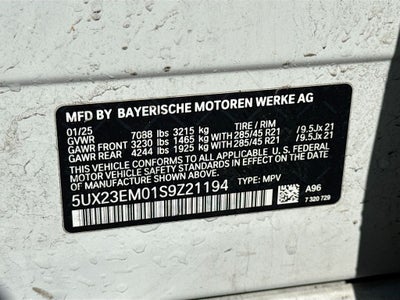 MFD BY BAYERISCHE MOTOREN WERKE AG
01/25 7088 lbs 3215 kg TIRE / RIM
GVWR
GAWR FRONT 3230 lbs 1465 kg WITH 285/45 R21 /9.5Jx 21
GAWR REAR 4244 lbs 1925 kg WITH 285/45 R21 /9.5Jx 21
THIS VEHICLE CONFORMS TO ALL APPLICABLE
FEDERAL MOTOR VEHICLE SAFETY STANDARDS IN
EFFECT ON THE DATE OF MANUFACTURE SHOWN ABOVE.
5UX23EM01S9Z21194 TYPE: MPV A96
7 320 729